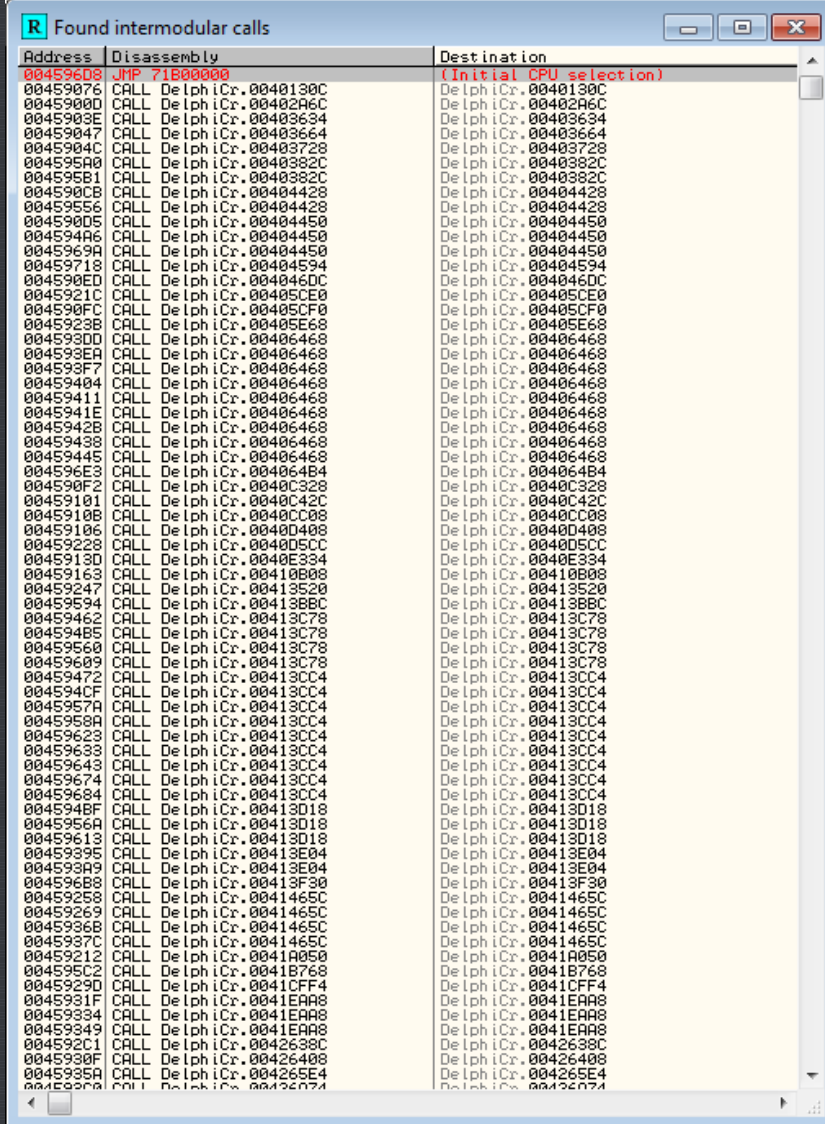 R Found intermodular calls
Address Disassembly Destination
004596D8 JMP 71B00000 (Initial CPU selection)
00459076 CALL DelphiCr.0040130C DelphiCr.0040130C
0045900D CALL DelphiCr.00402A6C DelphiCr.00402A6C
0045903E CALL DelphiCr.00403634 DelphiCr.00403634
00459047 CALL DelphiCr.00403664 DelphiCr.00403664
0045904C CALL DelphiCr.00403728 DelphiCr.00403728
004595A0 CALL DelphiCr.0040382C DelphiCr.0040382C
004595B1 CALL DelphiCr.0040382C DelphiCr.0040382C
004590CB CALL DelphiCr.00404428 DelphiCr.00404428
00459556 CALL DelphiCr.00404428 DelphiCr.00404428
004590D5 CALL DelphiCr.00404450 DelphiCr.00404450
004594A6 CALL DelphiCr.00404450 DelphiCr.00404450
0045969A CALL DelphiCr.00404450 DelphiCr.00404450
00459718 CALL DelphiCr.00404594 DelphiCr.00404594
004590ED CALL DelphiCr.004046DC DelphiCr.004046DC
0045921C CALL DelphiCr.00405CE0 DelphiCr.00405CE0
004590FC CALL DelphiCr.00405CF0 DelphiCr.00405CF0
0045923B CALL DelphiCr.00405E68 DelphiCr.00405E68
004593DD CALL DelphiCr.00406468 DelphiCr.00406468
004593EA CALL DelphiCr.00406468 DelphiCr.00406468
004593F7 CALL DelphiCr.00406468 DelphiCr.00406468
00459404 CALL DelphiCr.00406468 DelphiCr.00406468
00459411 CALL DelphiCr.00406468 DelphiCr.00406468
0045941E CALL DelphiCr.00406468 DelphiCr.00406468
0045942B CALL DelphiCr.00406468 DelphiCr.00406468
00459438 CALL DelphiCr.00406468 DelphiCr.00406468
00459445 CALL DelphiCr.00406468 DelphiCr.00406468
004596E3 CALL DelphiCr.004064B4 DelphiCr.004064B4
004590F2 CALL DelphiCr.0040C328 DelphiCr.0040C328
00459101 CALL DelphiCr.0040C42C DelphiCr.0040C42C
0045910B CALL DelphiCr.0040CC08 DelphiCr.0040CC08
00459106 CALL DelphiCr.0040D408 DelphiCr.0040D408
00459228 CALL DelphiCr.0040D5CC DelphiCr.0040D5CC
0045913D CALL DelphiCr.0040E334 DelphiCr.0040E334
00459163 CALL DelphiCr.00410B08 DelphiCr.00410B08
00459247 CALL DelphiCr.00413520 DelphiCr.00413520
00459594 CALL DelphiCr.00413BBC DelphiCr.00413BBC
00459462 CALL DelphiCr.00413C78 DelphiCr.00413C78
004594B5 CALL DelphiCr.00413C78 DelphiCr.00413C78
00459560 CALL DelphiCr.00413C78 DelphiCr.00413C78
00459609 CALL DelphiCr.00413C78 DelphiCr.00413C78
00459472 CALL DelphiCr.00413CC4 DelphiCr.00413CC4
004594CF CALL DelphiCr.00413CC4 DelphiCr.00413CC4
0045957A CALL DelphiCr.00413CC4 DelphiCr.00413CC4
0045958A CALL DelphiCr.00413CC4 DelphiCr.00413CC4
00459623 CALL DelphiCr.00413CC4 DelphiCr.00413CC4
00459633 CALL DelphiCr.00413CC4 DelphiCr.00413CC4
00459643 CALL DelphiCr.00413CC4 DelphiCr.00413CC4
00459674 CALL DelphiCr.00413CC4 DelphiCr.00413CC4
00459684 CALL DelphiCr.00413CC4 DelphiCr.00413CC4
004594BF CALL DelphiCr.00413D18 DelphiCr.00413D18
0045956A CALL DelphiCr.00413D18 DelphiCr.00413D18
00459613 CALL DelphiCr.00413D18 DelphiCr.00413D18
00459395 CALL DelphiCr.00413E04 DelphiCr.00413E04
004593A9 CALL DelphiCr.00413E04 DelphiCr.00413E04
004596B8 CALL DelphiCr.00413F30 DelphiCr.00413F30
00459258 CALL DelphiCr.0041465C DelphiCr.0041465C
00459269 CALL DelphiCr.0041465C DelphiCr.0041465C
0045936B CALL DelphiCr.0041465C DelphiCr.0041465C
0045937C CALL DelphiCr.0041465C DelphiCr.0041465C
00459212 CALL DelphiCr.0041A050 DelphiCr.0041A050
004595C2 CALL DelphiCr.0041B768 DelphiCr.0041B768
0045929D CALL DelphiCr.0041CFF4 DelphiCr.0041CFF4
0045931F CALL DelphiCr.0041EAA8 DelphiCr.0041EAA8
00459334 CALL DelphiCr.0041EAA8 DelphiCr.0041EAA8
00459349 CALL DelphiCr.0041EAA8 DelphiCr.0041EAA8
004592C1 CALL DelphiCr.0042638C DelphiCr.0042638C
0045930F CALL DelphiCr.00426408 DelphiCr.00426408
0045935A CALL DelphiCr.004265E4 DelphiCr.004265E4